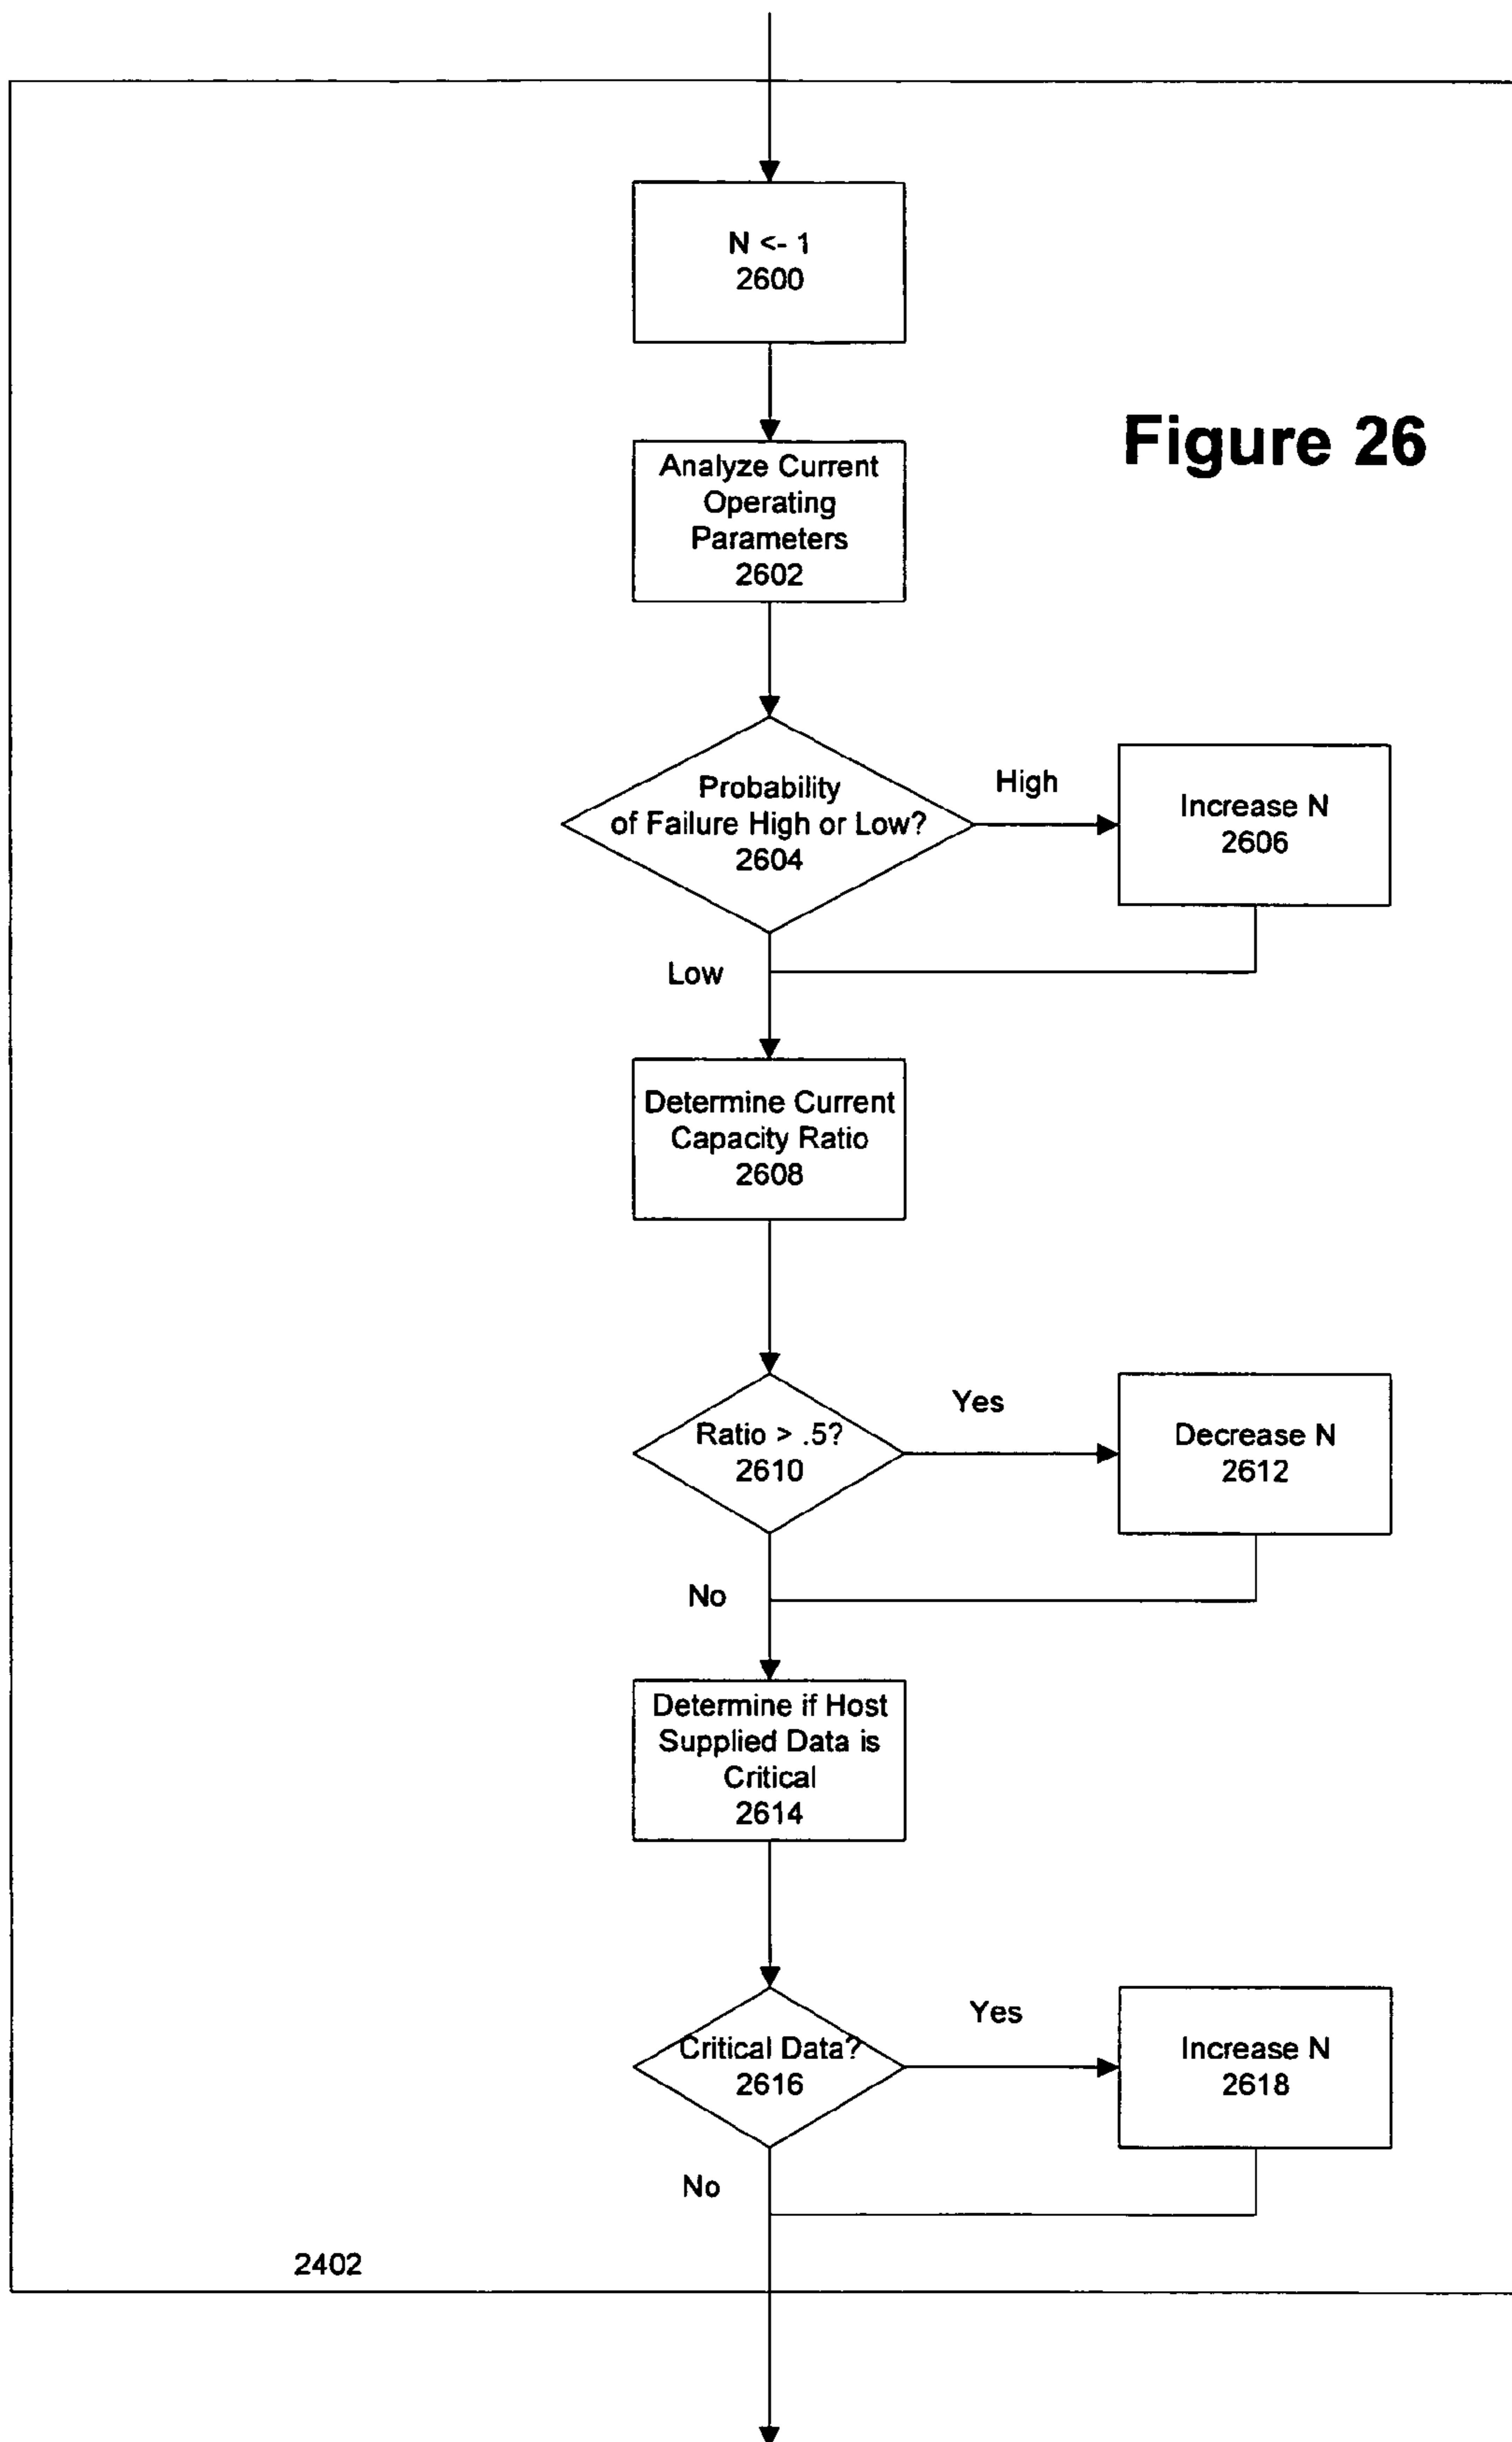 N <- 1
2600
Figure 26
Analyze Current
Operating
Parameters
2602
Probability
of Failure High or Low?
2604
High
Increase N
2606
Low
Determine Current
Capacity Ratio
2608
Ratio > .5?
2610
Yes
Decrease N
2612
No
Determine if Host
Supplied Data is
Critical
2614
Critical Data?
2616
Yes
Increase N
2618
No
2402